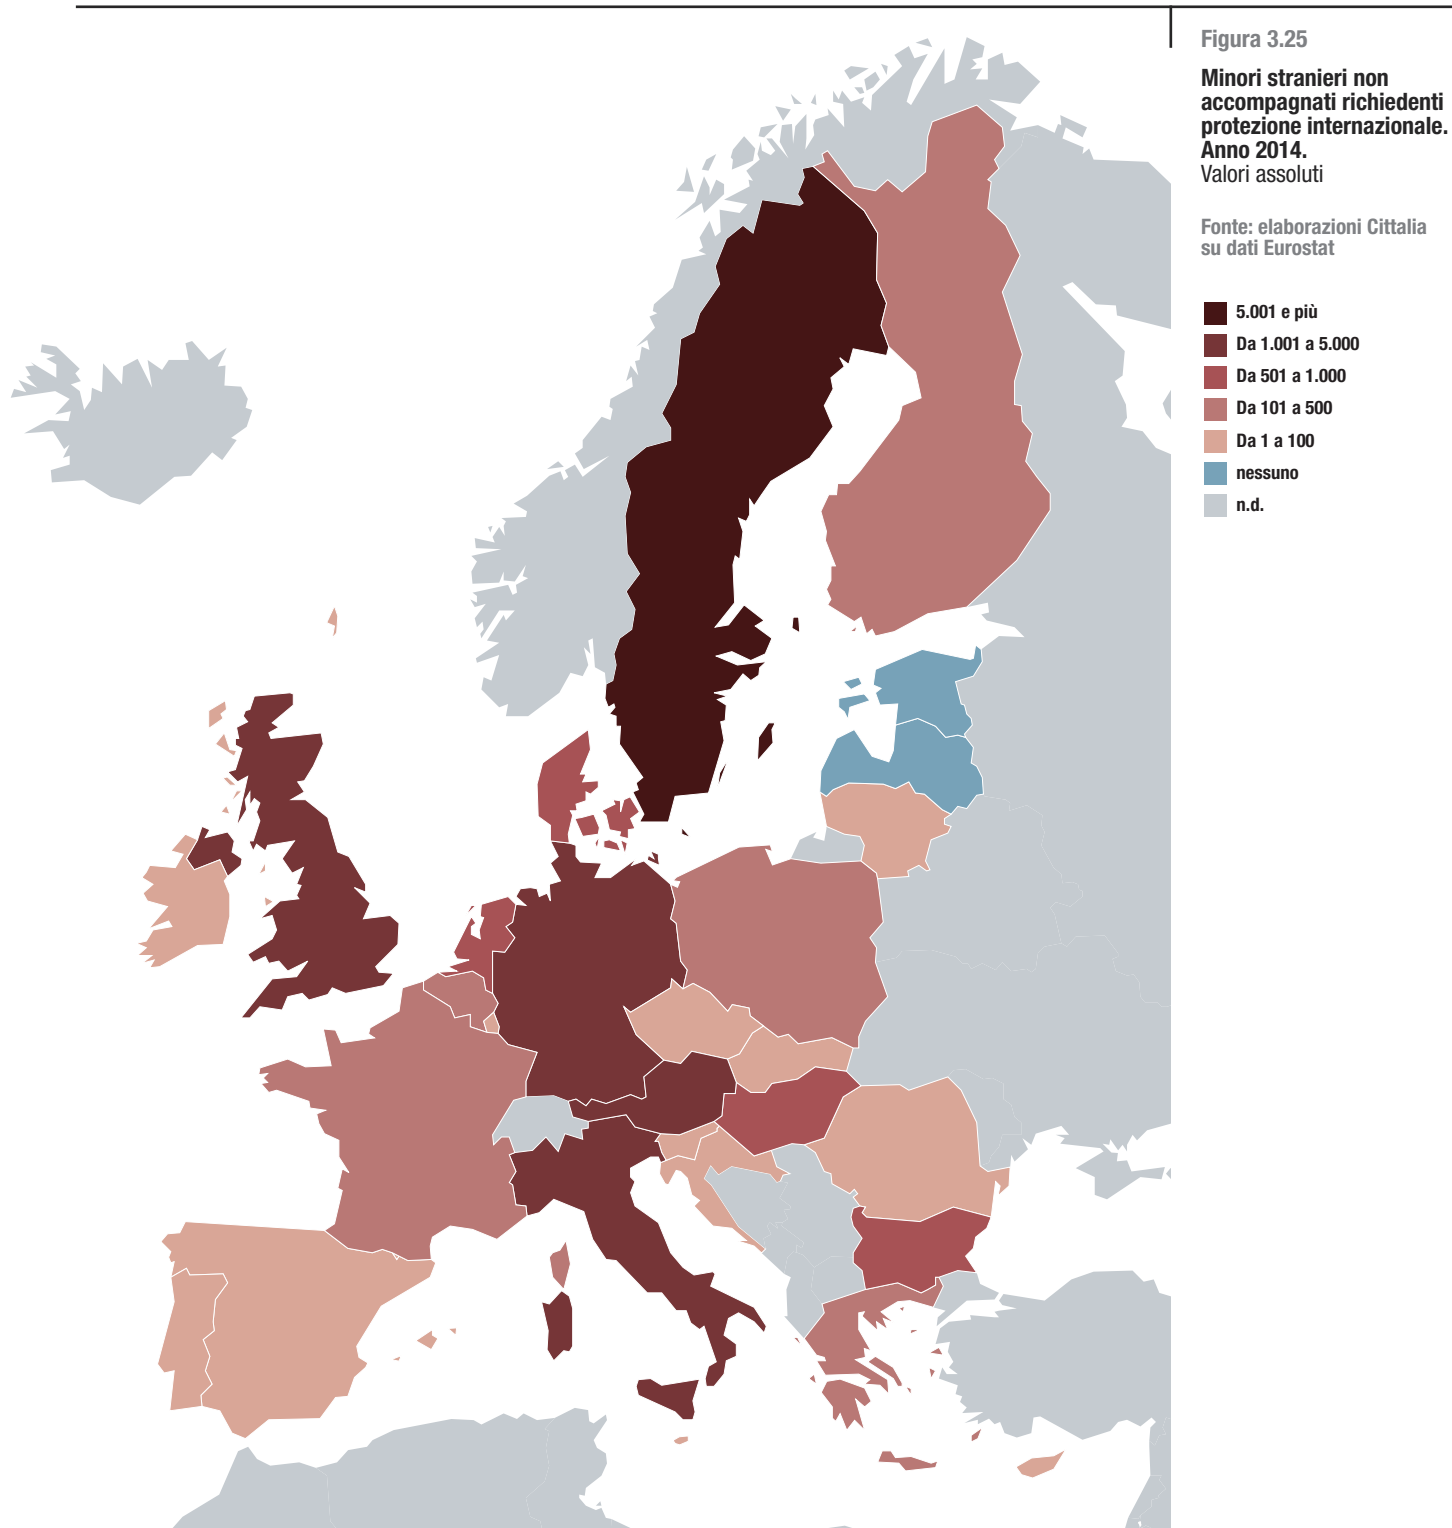 Figura 3.25
Minori stranieri non
accompagnati richiedenti
protezione internazionale.
Anno 2014.
Valori assoluti
Fonte: elaborazioni Cittalia
su dati Eurostat
5.001 e più
Da 1.001 a 5.000
Da 501 a 1.000
Da 101 a 500
Da 1 a 100
nessuno
n.d.